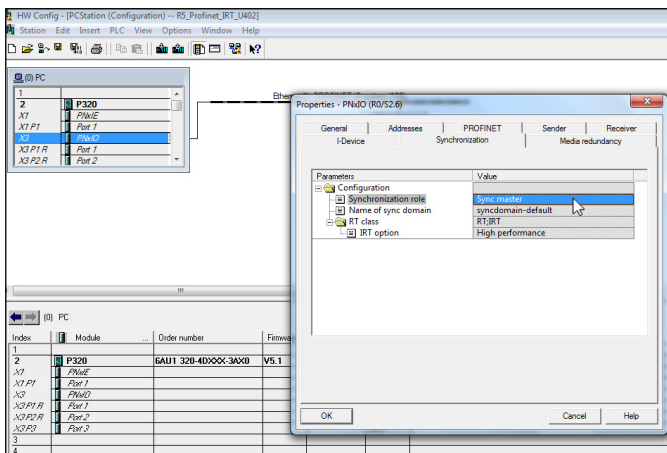 HW Config - [PCStation (Configuration) -- R5_Profinet_IRT_U402]
Station Edit Insert PLC View Options Window Help
(0) PC
1
2 P320
X1 PNxIE
X1 P1 Port 1
X3 PNxIO
X3 P1 R Port 1
X3 P2 R Port 2
Properties - PNxIO (R0/S2.6)
General Addresses PROFINET Sender Receiver
I-Device Synchronization Media redundancy
Parameters Value
Configuration
Synchronization role Sync master
Name of sync domain syncdomain-default
RT class RT;IRT
IRT option High performance
OK Cancel Help
(0) PC
Index Module ... Order number Firmwa
1
2 P320 6AU1 320-4DXXX-3AX0 V5.1
X1 PNxIE
X1 P1 Port 1
X3 PNxIO
X3 P1 R Port 1
X3 P2 R Port 2
X3 P3 Port 3
3
4